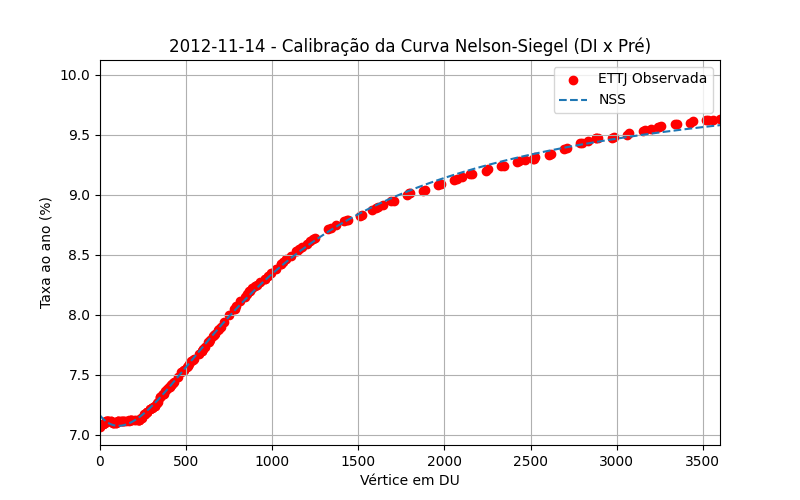 2012-11-14 - Calibração da Curva Nelson-Siegel (DI x Pré)
ETTJ Observada
NSS
Taxa ao ano (%)
10.0
9.5
9.0
8.5
8.0
7.5
7.0
0 500 1000 1500 2000 2500 3000 3500
Vértice em DU